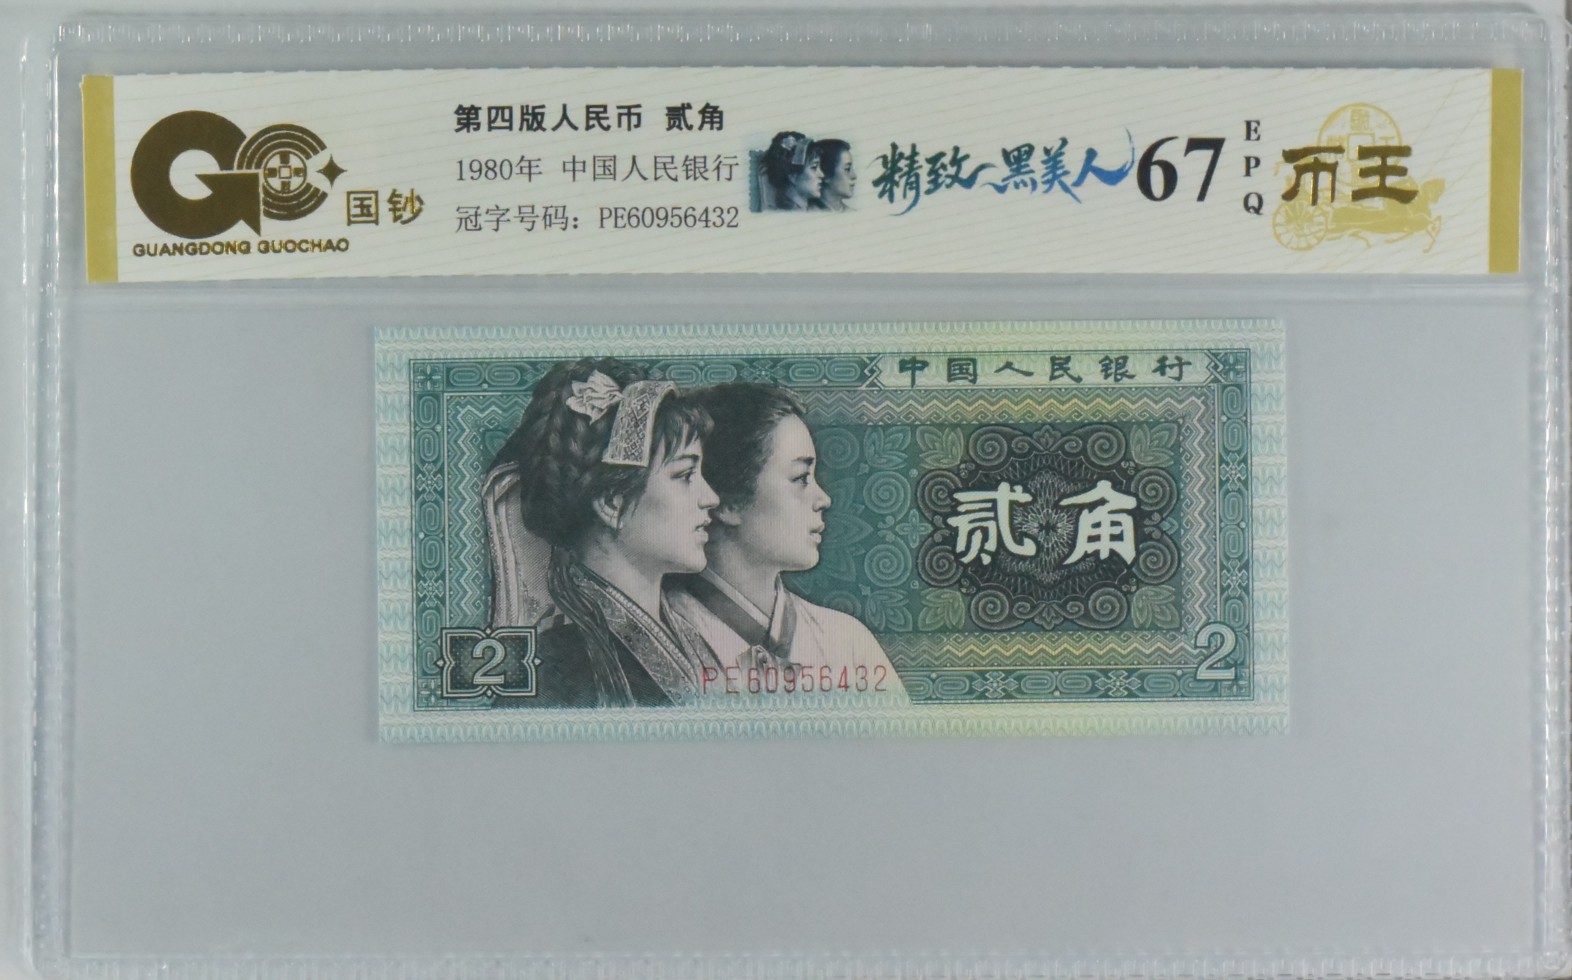 GC
国钞
GUANGDONG GUOCHAO
第四版人民币 贰角
1980年 中国人民银行
冠字号码：PE60956432
精致黑美人
67
EPQ
币王
中国人民银行
贰角
2
2
PE60956432